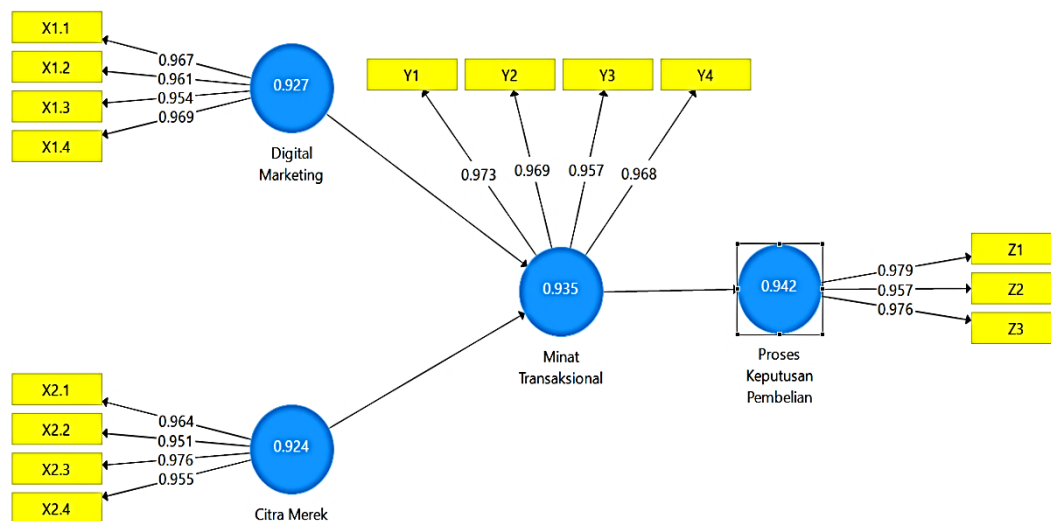 X1.1
X1.2
X1.3
X1.4
0.967
0.961
0.954
0.969
0.927
Digital
Marketing
Y1
Y2
Y3
Y4
0.973
0.969
0.957
0.968
0.935
Minat
Transaksional
0.942
Proses
Keputusan
Pembelian
0.979
0.957
0.976
Z1
Z2
Z3
X2.1
X2.2
X2.3
X2.4
0.964
0.951
0.976
0.955
0.924
Citra Merek